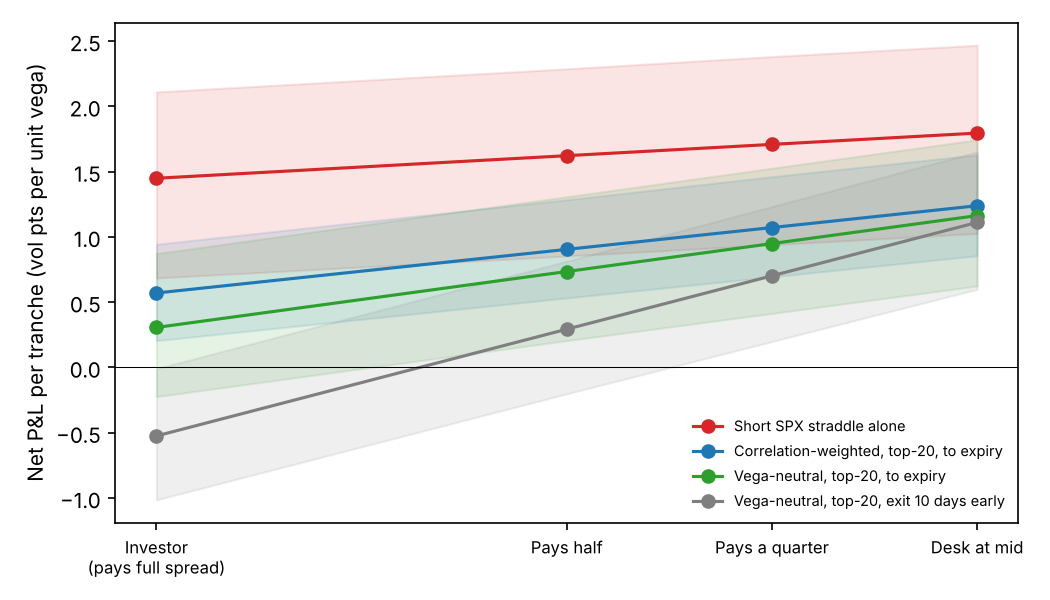 Net P&L per tranche (vol pts per unit vega)
2.5
2.0
1.5
1.0
0.5
0.0
−0.5
−1.0
Short SPX straddle alone
Correlation-weighted, top-20, to expiry
Vega-neutral, top-20, to expiry
Vega-neutral, top-20, exit 10 days early
Investor
(pays full spread)
Pays half
Pays a quarter
Desk at mid